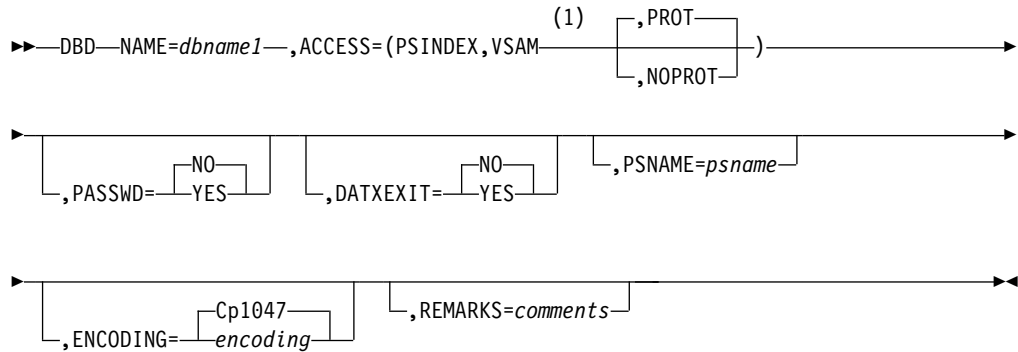 (1) ,PROT
DBD NAME=dbname1 ,ACCESS=(PSINDEX,VSAM )
,NOPROT
NO NO ,PSNAME=psname
,PASSWD= YES ,DATXEXIT= YES
Cp1047 ,REMARKS=comments
,ENCODING= encoding